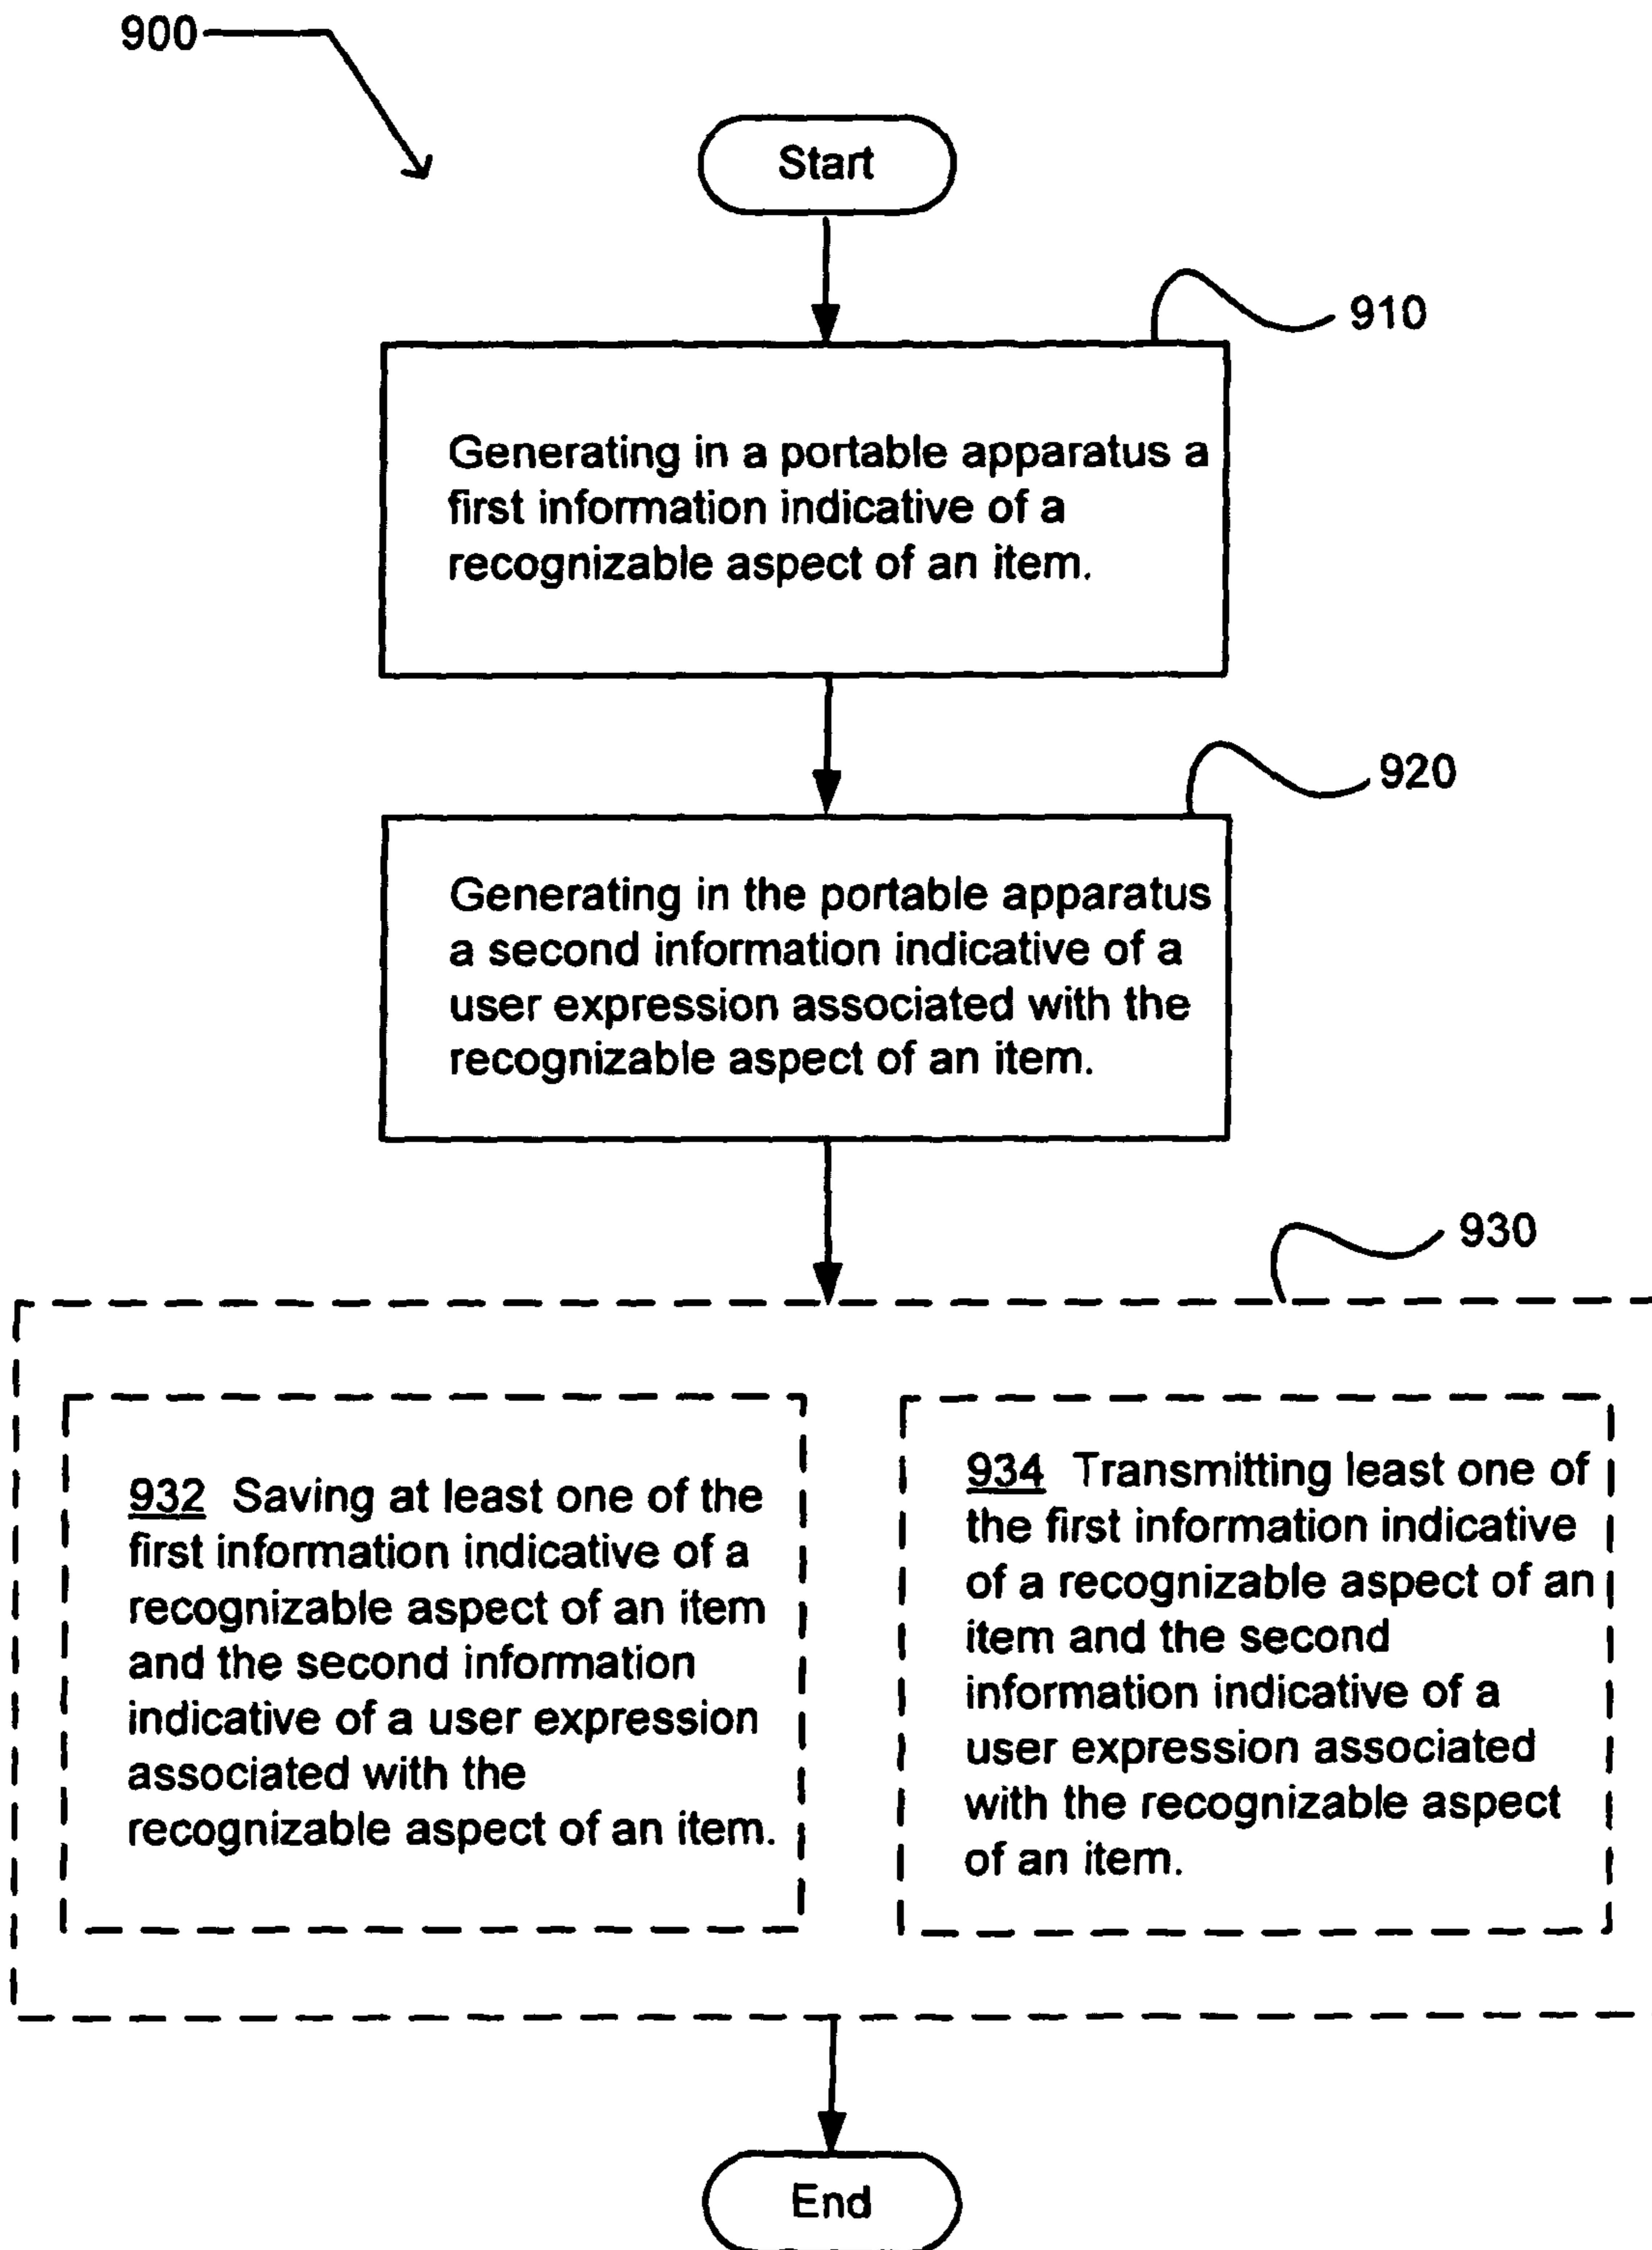 900
Start
910
Generating in a portable apparatus a
first information indicative of a
recognizable aspect of an item.
920
Generating in the portable apparatus
a second information indicative of a
user expression associated with the
recognizable aspect of an item.
930
932 Saving at least one of the
first information indicative of a
recognizable aspect of an item
and the second information
indicative of a user expression
associated with the
recognizable aspect of an item.
934 Transmitting least one of
the first information indicative
of a recognizable aspect of an
item and the second
information indicative of a
user expression associated
with the recognizable aspect
of an item.
End